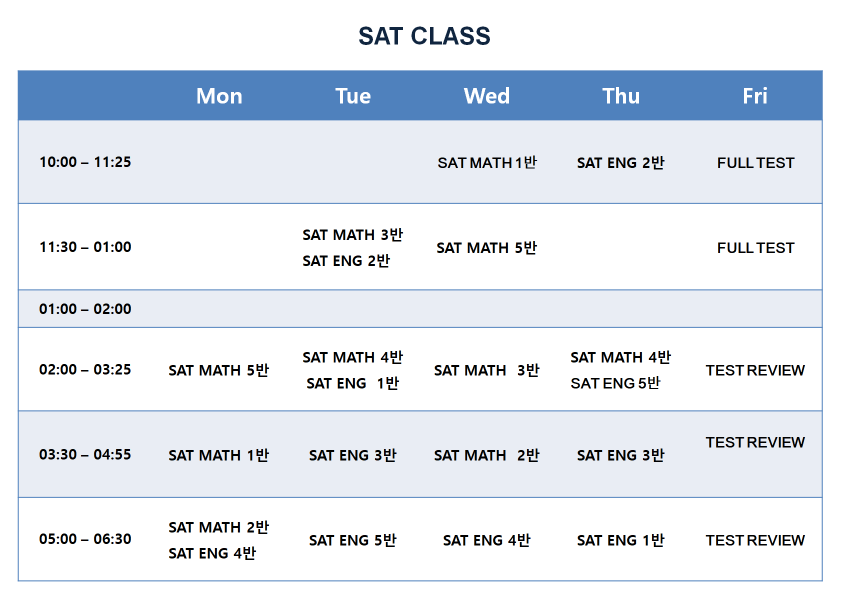 SAT CLASS
Mon Tue Wed Thu Fri
10:00 – 11:25 SAT MATH 1반 SAT ENG 2반 FULL TEST
11:30 – 01:00 SAT MATH 3반 SAT MATH 5반 FULL TEST
SAT ENG 2반
01:00 – 02:00
02:00 – 03:25 SAT MATH 5반 SAT MATH 4반 SAT MATH 3반 SAT MATH 4반 TEST REVIEW
SAT ENG 1반 SAT ENG 5반
03:30 – 04:55 SAT MATH 1반 SAT ENG 3반 SAT MATH 2반 SAT ENG 3반 TEST REVIEW
05:00 – 06:30 SAT MATH 2반 SAT ENG 5반 SAT ENG 4반 SAT ENG 1반 TEST REVIEW
SAT ENG 4반